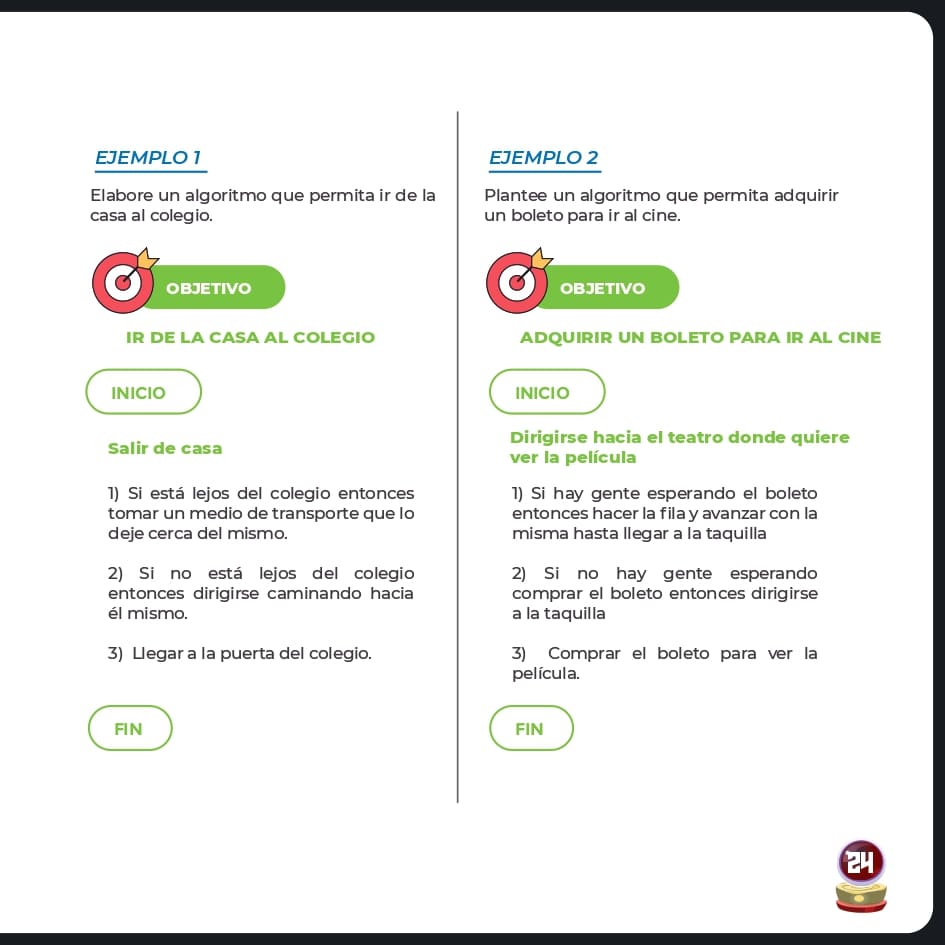 EJEMPLO 1
Elabore un algoritmo que permita ir de la
casa al colegio.
OBJETIVO
IR DE LA CASA AL COLEGIO
INICIO
Salir de casa
1) Si está lejos del colegio entonces
tomar un medio de transporte que lo
deje cerca del mismo.
2) Si no está lejos del colegio
entonces dirigirse caminando hacia
él mismo.
3) Llegar a la puerta del colegio.
FIN
EJEMPLO 2
Plantee un algoritmo que permita adquirir
un boleto para ir al cine.
OBJETIVO
ADQUIRIR UN BOLETO PARA IR AL CINE
INICIO
Dirigirse hacia el teatro donde quiere
ver la película
1) Si hay gente esperando el boleto
entonces hacer la fila y avanzar con la
misma hasta llegar a la taquilla
2) Si no hay gente esperando
comprar el boleto entonces dirigirse
a la taquilla
3) Comprar el boleto para ver la
película.
FIN
24